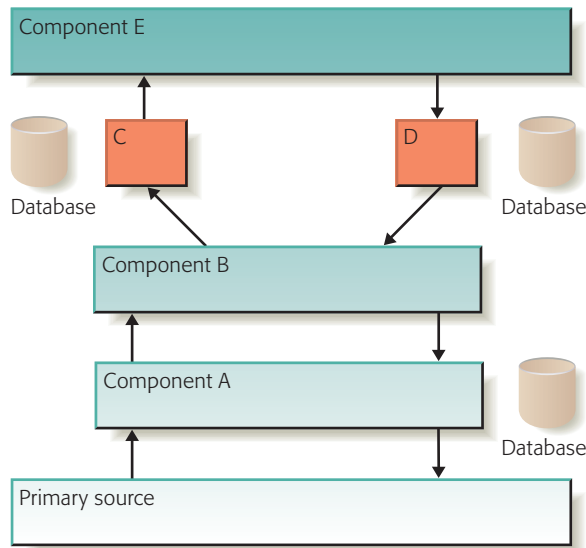 Component E
C
D
Database
Database
Component B
Component A
Database
Primary source